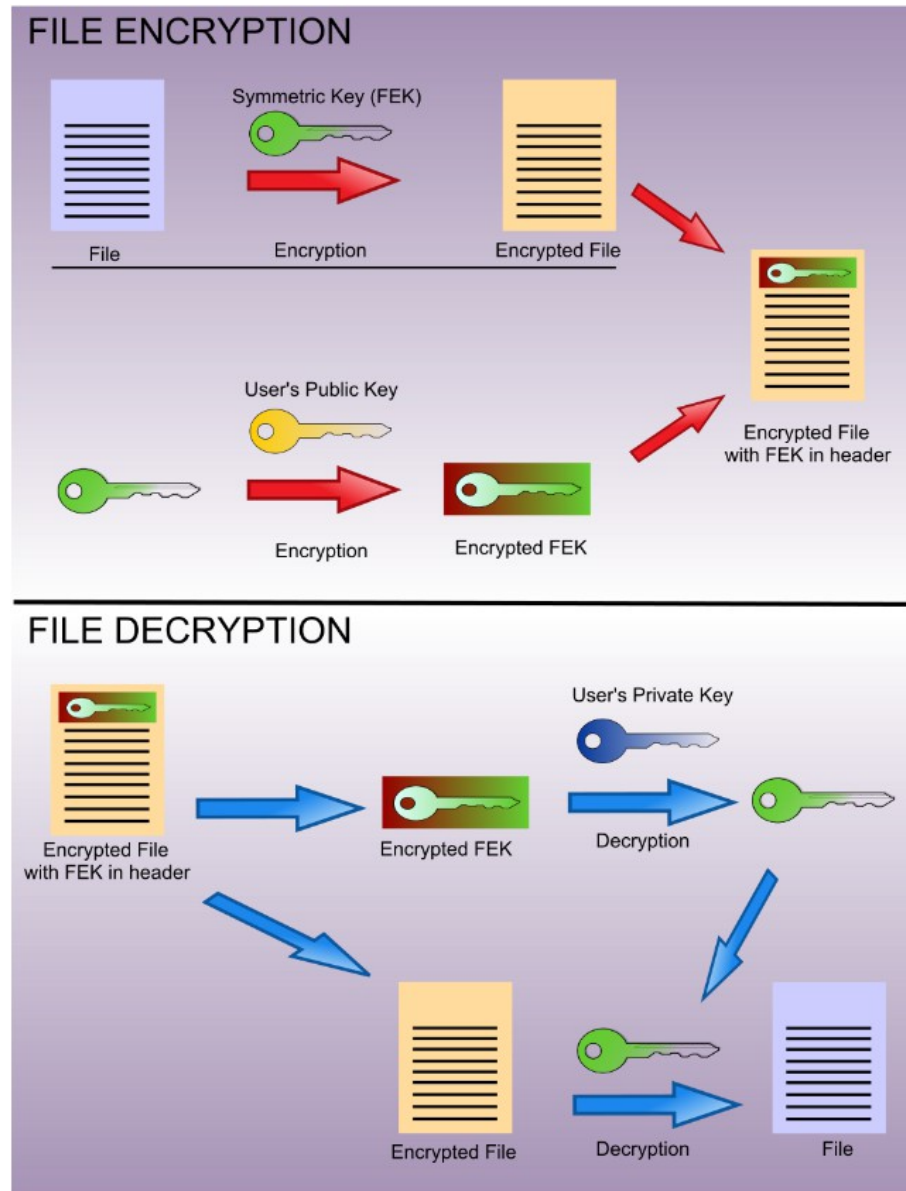 FILE ENCRYPTION
Symmetric Key (FEK)
File
Encryption
Encrypted File
User's Public Key
Encrypted File
with FEK in header
Encryption
Encrypted FEK
FILE DECRYPTION
User's Private Key
Encrypted File
with FEK in header
Encrypted FEK
Decryption
Encrypted File
Decryption
File